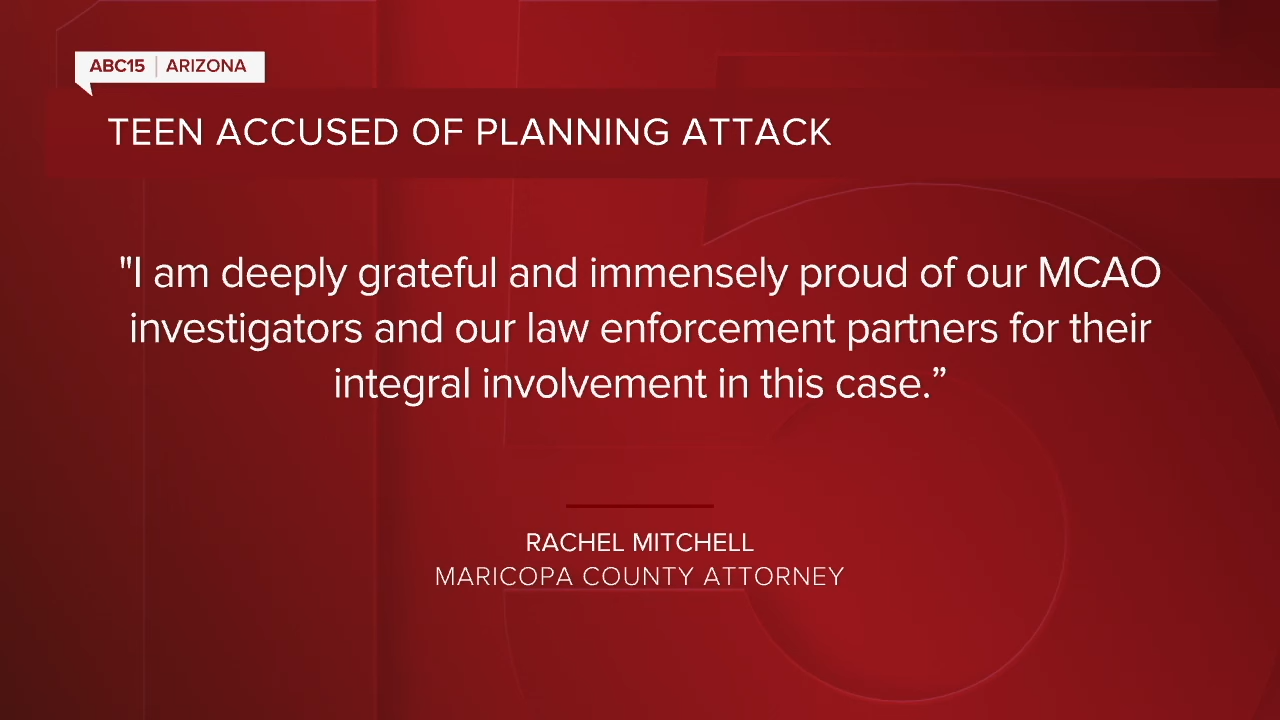 ABC15 | ARIZONA
TEEN ACCUSED OF PLANNING ATTACK
"I am deeply grateful and immensely proud of our MCAO
investigators and our law enforcement partners for their
integral involvement in this case.”
RACHEL MITCHELL
MARICOPA COUNTY ATTORNEY